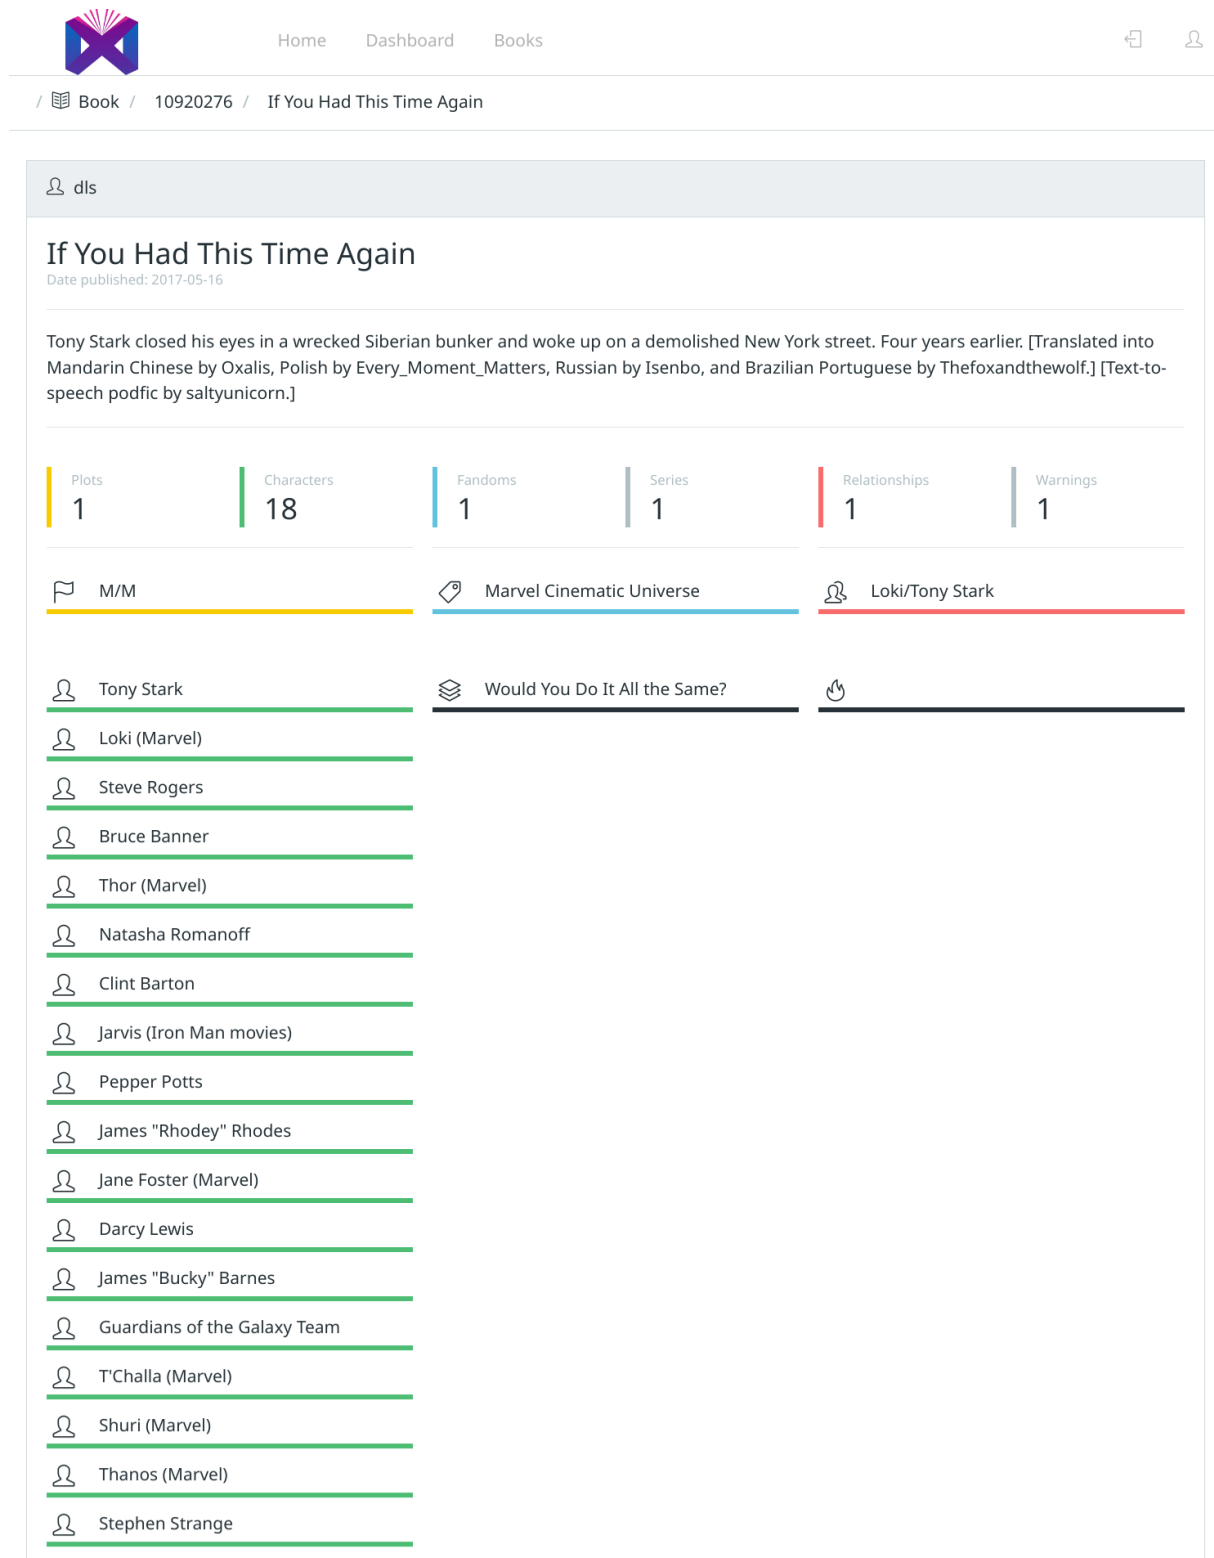 Home Dashboard Books
/ Book / 10920276 / If You Had This Time Again
dls
If You Had This Time Again
Date published: 2017-05-16
Tony Stark closed his eyes in a wrecked Siberian bunker and woke up on a demolished New York street. Four years earlier. [Translated into
Mandarin Chinese by Oxalis, Polish by Every_Moment_Matters, Russian by Isenbo, and Brazilian Portuguese by Thefoxandthewolf.] [Text-to-
speech podfic by saltyunicorn.]
Plots Characters Fandoms Series Relationships Warnings
1 18 1 1 1 1
M/M Marvel Cinematic Universe Loki/Tony Stark
Tony Stark Would You Do It All the Same?
Loki (Marvel)
Steve Rogers
Bruce Banner
Thor (Marvel)
Natasha Romanoff
Clint Barton
Jarvis (Iron Man movies)
Pepper Potts
James "Rhodey" Rhodes
Jane Foster (Marvel)
Darcy Lewis
James "Bucky" Barnes
Guardians of the Galaxy Team
T'Challa (Marvel)
Shuri (Marvel)
Thanos (Marvel)
Stephen Strange